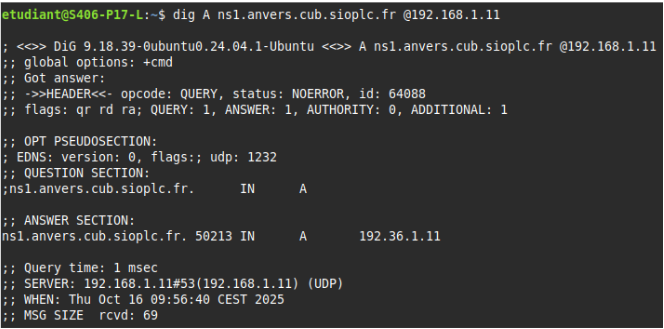 etudiant@S406-P17-L:~$ dig A ns1.anvers.cub.sioplc.fr @192.168.1.11
; <<>> DiG 9.18.39-0ubuntu0.24.04.1-Ubuntu <<>> A ns1.anvers.cub.sioplc.fr @192.168.1.11
;; global options: +cmd
;; Got answer:
;; ->>HEADER<<- opcode: QUERY, status: NOERROR, id: 64088
;; flags: qr rd ra; QUERY: 1, ANSWER: 1, AUTHORITY: 0, ADDITIONAL: 1
;; OPT PSEUDOSECTION:
; EDNS: version: 0, flags:; udp: 1232
;; QUESTION SECTION:
;ns1.anvers.cub.sioplc.fr. IN A
;; ANSWER SECTION:
ns1.anvers.cub.sioplc.fr. 50213 IN A 192.36.1.11
;; Query time: 1 msec
;; SERVER: 192.168.1.11#53(192.168.1.11) (UDP)
;; WHEN: Thu Oct 16 09:56:40 CEST 2025
;; MSG SIZE rcvd: 69